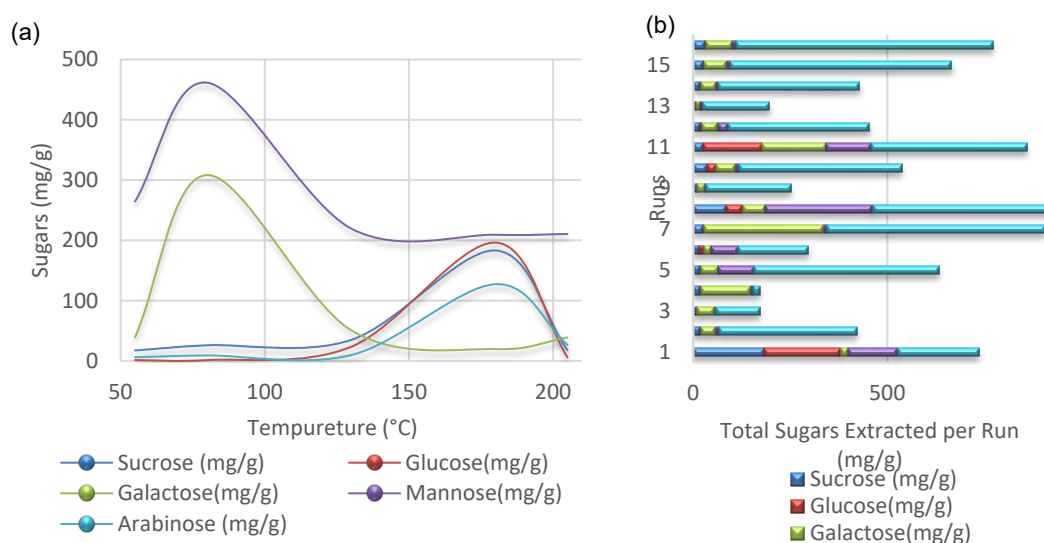 (a)
500
400
300
200
100
0
Sugars (mg/g)
50 100 150 200
Tempureture (°C)
Sucrose (mg/g) Glucose(mg/g)
Galactose(mg/g) Mannose(mg/g)
Arabinose (mg/g)
(b)
15
13
11
9
7
5
3
1
Runs
0 500
Total Sugars Extracted per Run
(mg/g)
Sucrose (mg/g)
Glucose(mg/g)
Galactose(mg/g)